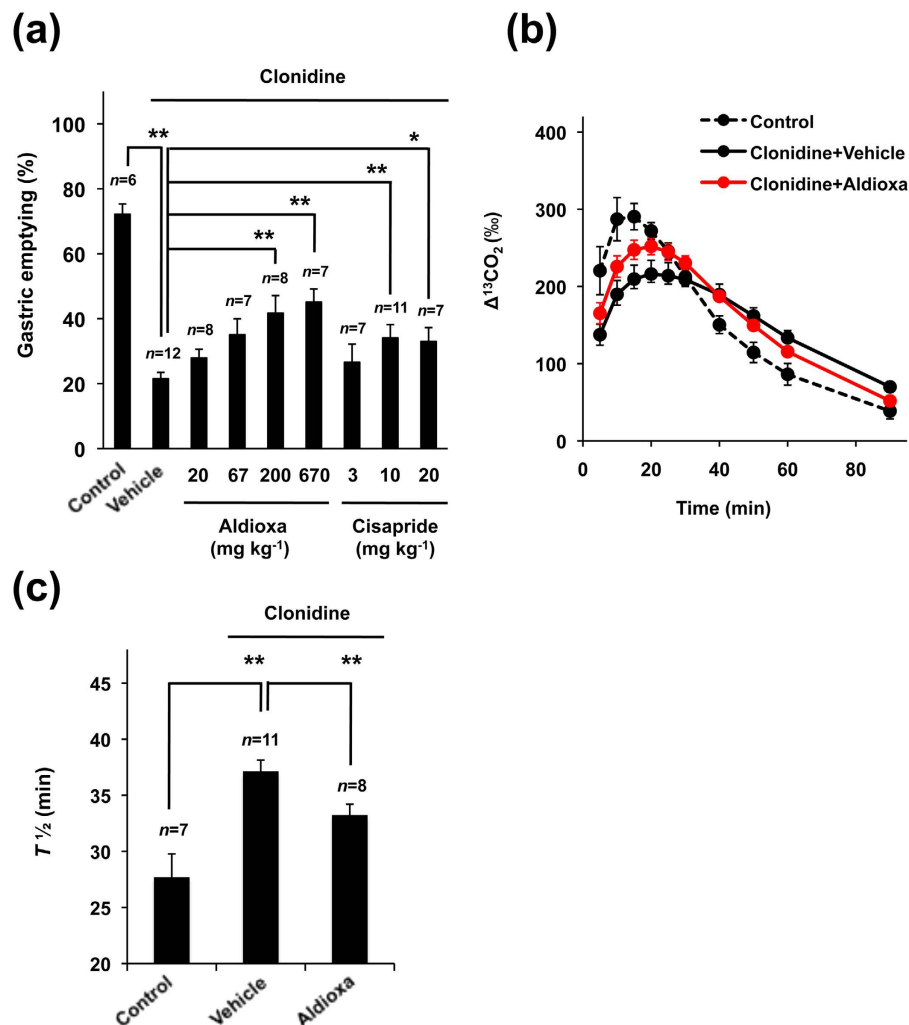 (a)
Clonidine
Gastric emptying (%)
100
80
60
40
20
0
**
*
**
**
**
n=6
n=12
n=8
n=7
n=8
n=7
n=7
n=11
n=7
Control
Vehicle
20 67 200 670 3 10 20
Aldioxa
(mg kg⁻¹)
Cisapride
(mg kg⁻¹)
(b)
Control
Clonidine+Vehicle
Clonidine+Aldioxa
Δ¹³CO₂ (‰)
400
300
200
100
0
0 20 40 60 80
Time (min)
(c)
Clonidine
T ½ (min)
45
40
35
30
25
20
** **
n=7
n=11
n=8
Control
Vehicle
Aldioxa